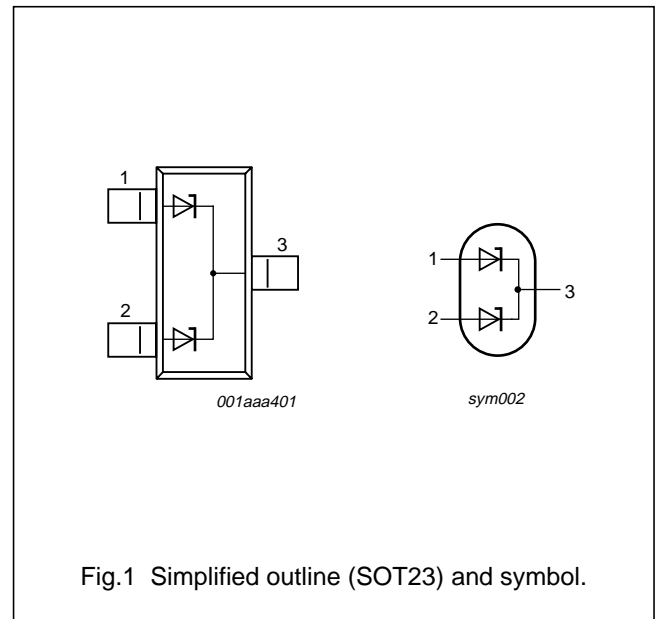 1
3
2
1
2
3
001aaa401
sym002
Fig.1 Simplified outline (SOT23) and symbol.